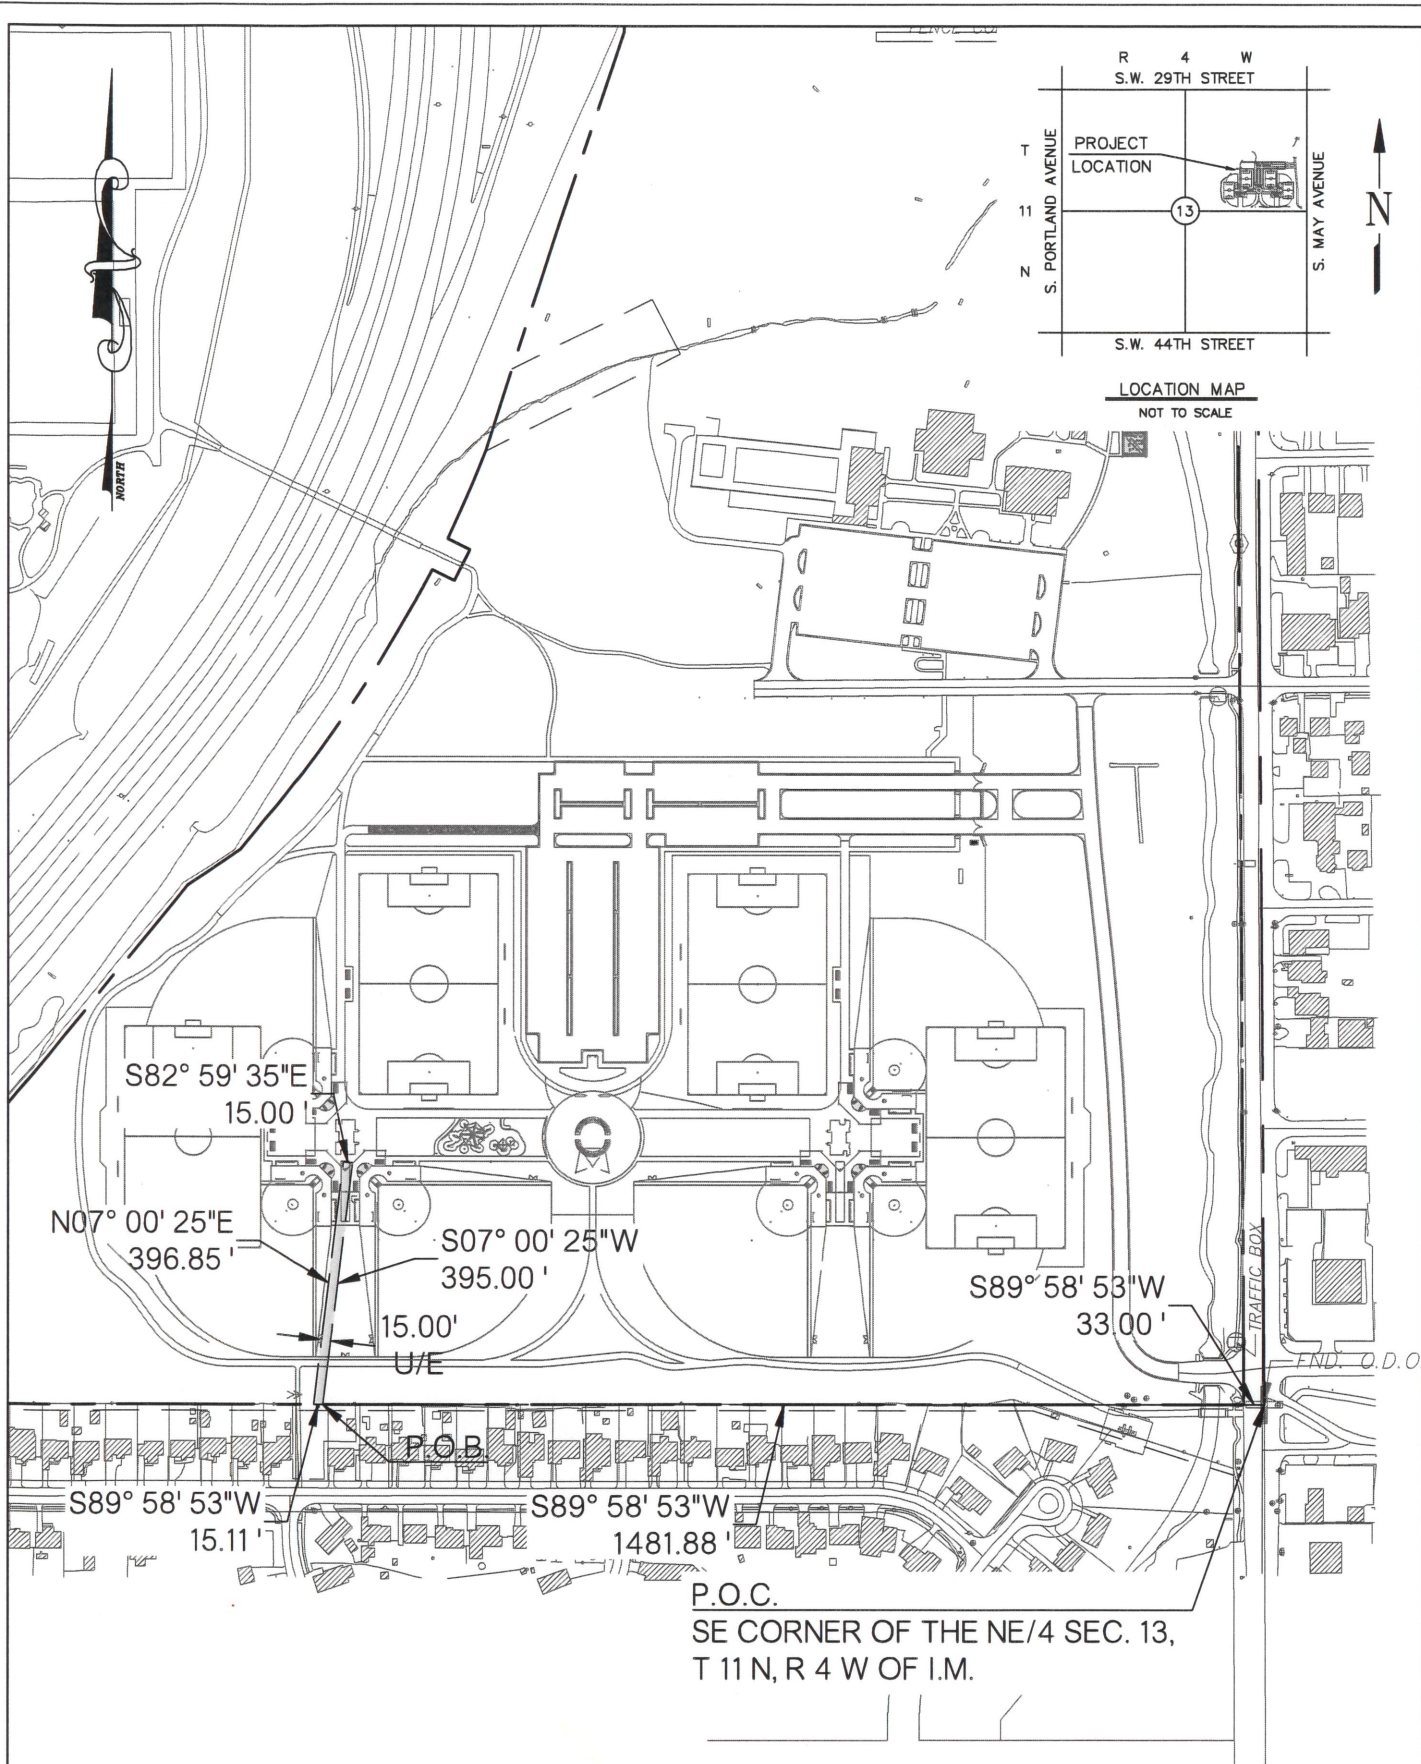 R 4 W
S.W. 29TH STREET
T
11
N
S. PORTLAND AVENUE
PROJECT
LOCATION
13
S. MAY AVENUE
N
S.W. 44TH STREET
LOCATION MAP
NOT TO SCALE
NORTH
S82° 59' 35"E
15.00 '
N07° 00' 25"E
396.85 '
S07° 00' 25"W
395.00 '
15.00'
U/E
S89° 58' 53"W
33.00 '
TRAFFIC BOX
FND. O.D.O
P.O.B.
S89° 58' 53"W
15.11 '
S89° 58' 53"W
1481.88 '
P.O.C.
SE CORNER OF THE NE/4 SEC. 13,
T 11 N, R 4 W OF I.M.